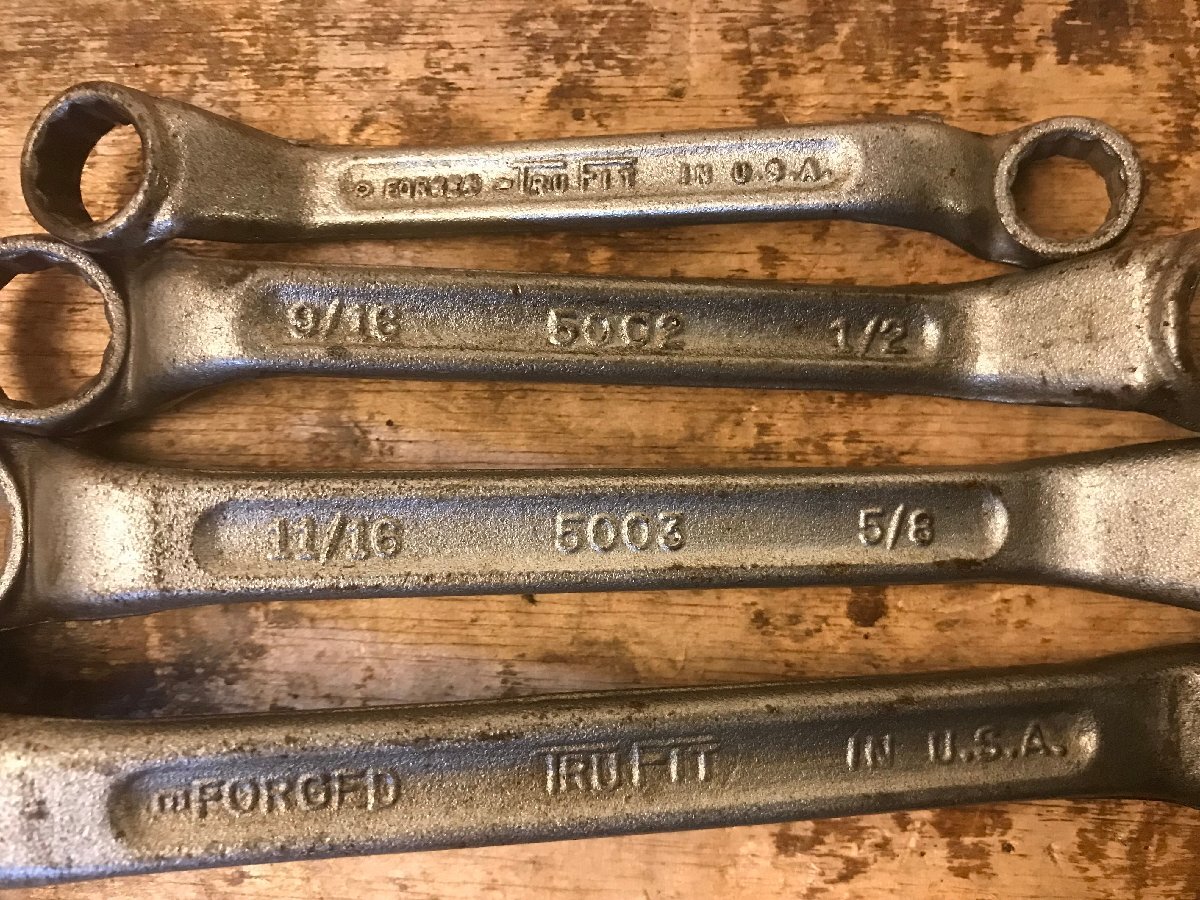 FORGED TRU FIT IN U.S.A.
9/16 5002 1/2
11/16 5003 5/8
FORGED TRU FIT IN U.S.A.